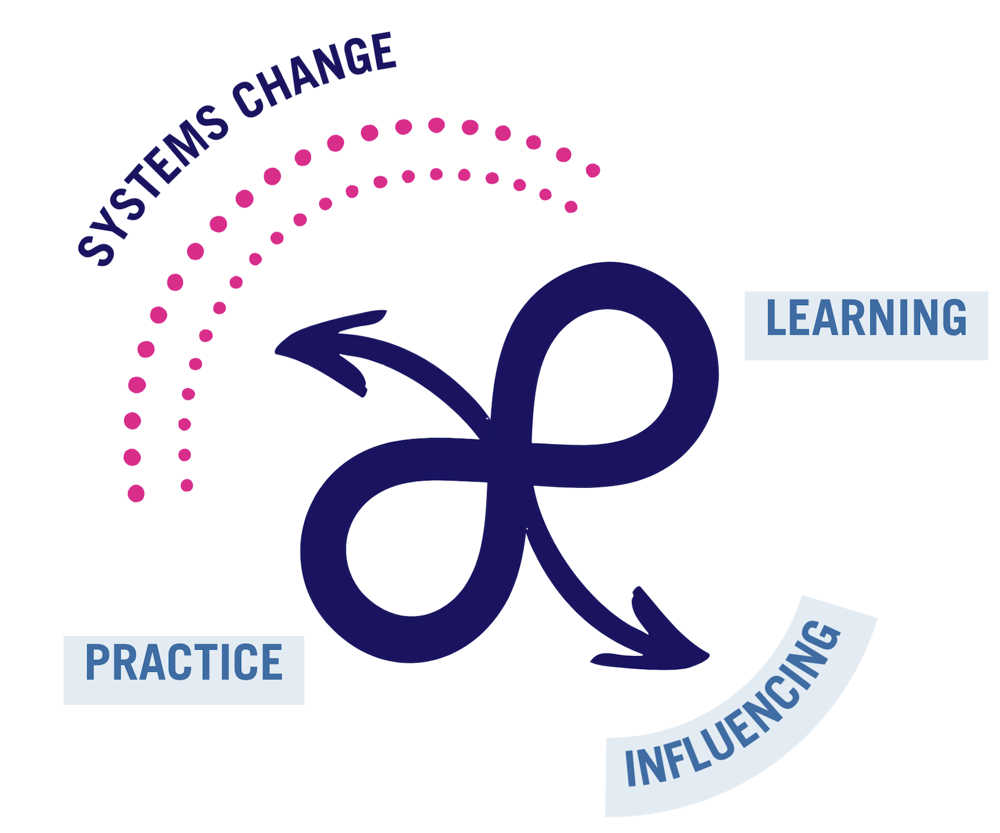 SYSTEMS CHANGE
LEARNING
PRACTICE
INFLUENCING